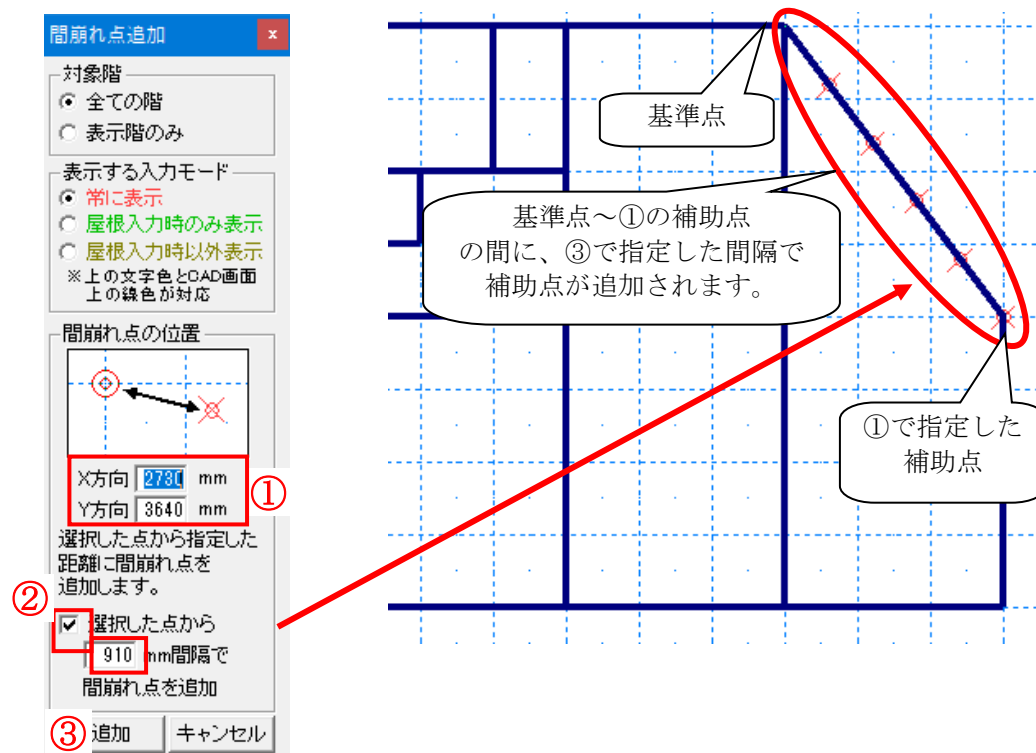 間崩れ点追加
x
対象階
全ての階
表示階のみ
表示する入力モード
常に表示
屋根入力時のみ表示
屋根入力時以外表示
※上の文字色とCAD画面
上の線色が対応
間崩れ点の位置
X方向 2730 mm
Y方向 3640 mm
①
選択した点から指定した
距離に間崩れ点を
追加します。
②
選択した点から
910 mm間隔で
間崩れ点を追加
③
追加 キャンセル
基準点
基準点～①の補助点
の間に、③で指定した間隔で
補助点が追加されます。
①で指定した
補助点